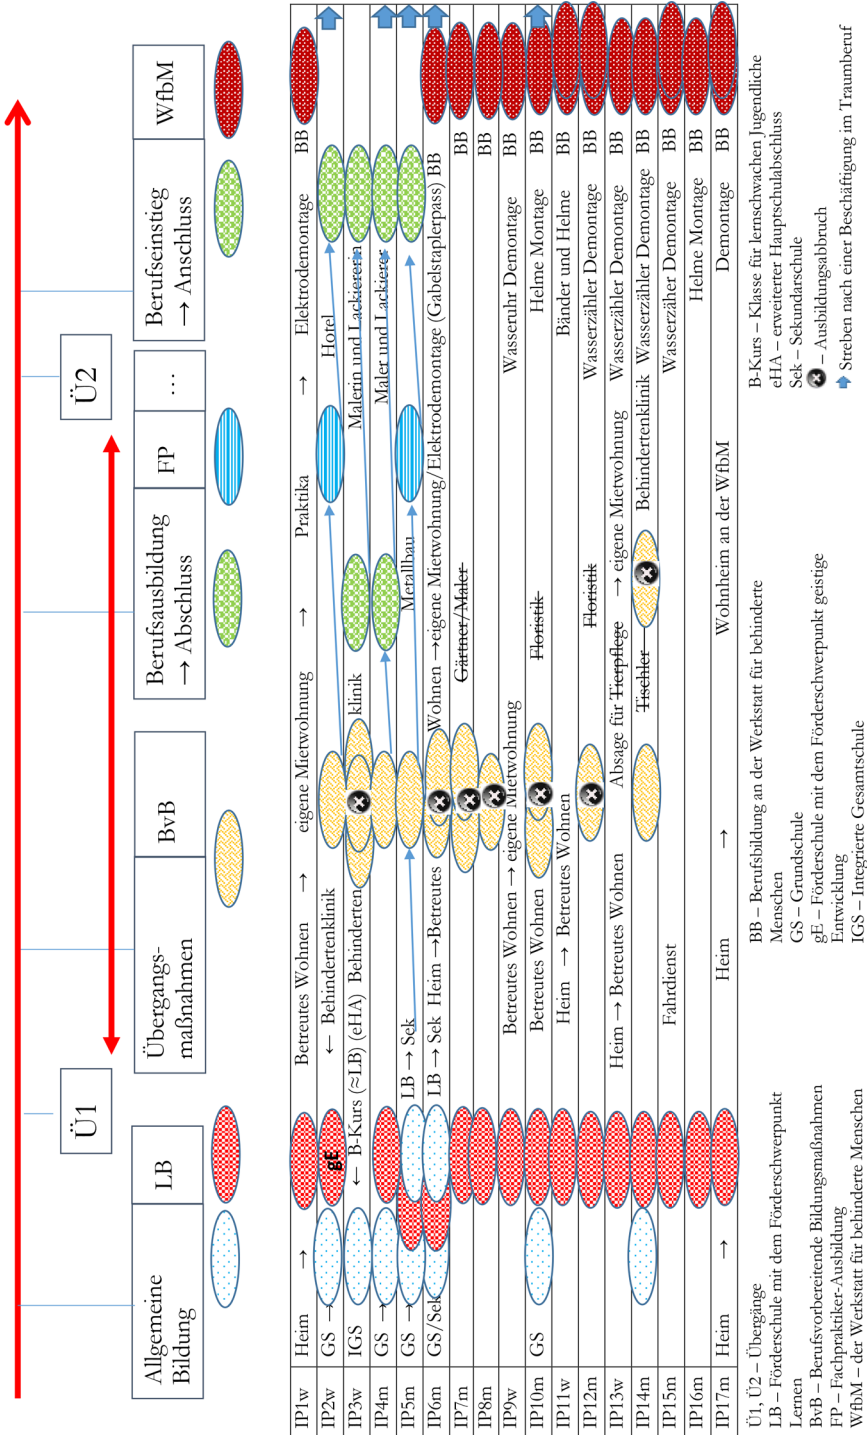 Ü1
Ü2
Allgemeine
Bildung
LB
Übergangs-
maßnahmen
BvB
Berufsausbildung
→ Abschluss
FP
…
Berufseinstieg
→ Anschluss
WfbM
IP1w Heim → Betreutes Wohnen → eigene Mietwohnung → Praktika → Elektrodemontage BB
IP2w GS → gE ← Behindertenklinik Hotel
IP3w IGS ← B-Kurs (≈LB) (eHA) Behinderten klinik Malerin und Lackiererin
IP4m GS → Maler und Lackierer
IP5m GS → LB → Sek Metallbau
IP6m GS/Sek LB → Sek Heim →Betreutes Wohnen →eigene Mietwohnung/Elektrodemontage (Gabelstaplerpass) BB
IP7m Gärtner/Maler BB
IP8m BB
IP9w Betreutes Wohnen → eigene Mietwohnung Wasseruhr Demontage BB
IP10m GS Betreutes Wohnen Floristik Helme Montage BB
IP11w Heim → Betreutes Wohnen Bänder und Helme BB
IP12m Floristik Wasserzähler Demontage BB
IP13w Heim → Betreutes Wohnen Absage für Tierpflege → eigene Mietwohnung Wasserzähler Demontage BB
IP14m Tischler Behindertenklinik Wasserzähler Demontage BB
IP15m Fahrdienst Wasserzäher Demontage BB
IP16m Helme Montage BB
IP17m Heim → Heim → Wohnheim an der WfbM Demontage BB
Ü1, Ü2 – Übergänge
LB – Förderschule mit dem Förderschwerpunkt
Lernen
BvB – Berufsvorbereitende Bildungsmaßnahmen
FP – Fachpraktiker-Ausbildung
WfbM – der Werkstatt für behinderte Menschen
BB – Berufsbildung an der Werkstatt für behinderte
Menschen
GS – Grundschule
gE – Förderschule mit dem Förderschwerpunkt geistige
Entwicklung
IGS – Integrierte Gesamtschule
B-Kurs – Klasse für lernschwachen Jugendliche
eHA – erweiterter Hauptschulabschluss
Sek – Sekundarschule
– Ausbildungsabbruch
Streben nach einer Beschäftigung im Traumberuf